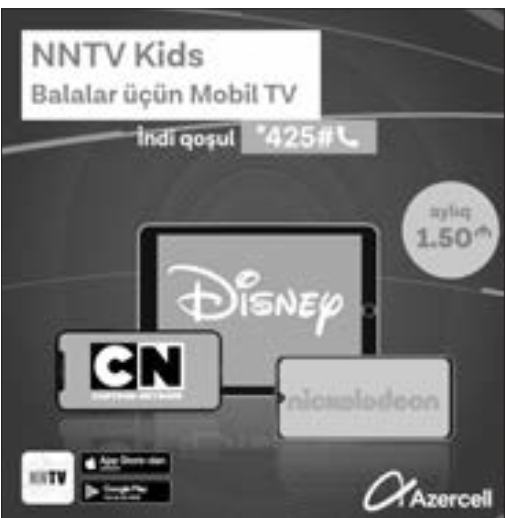 NNTV Kids
Balalar üçün Mobil TV
İndi qoşul *425#
aylıq
1.50 ₼
DISNEY
CN
CARTOON NETWORK
nickelodeon
NNTV
App Store-dan
Google Play
Azercell